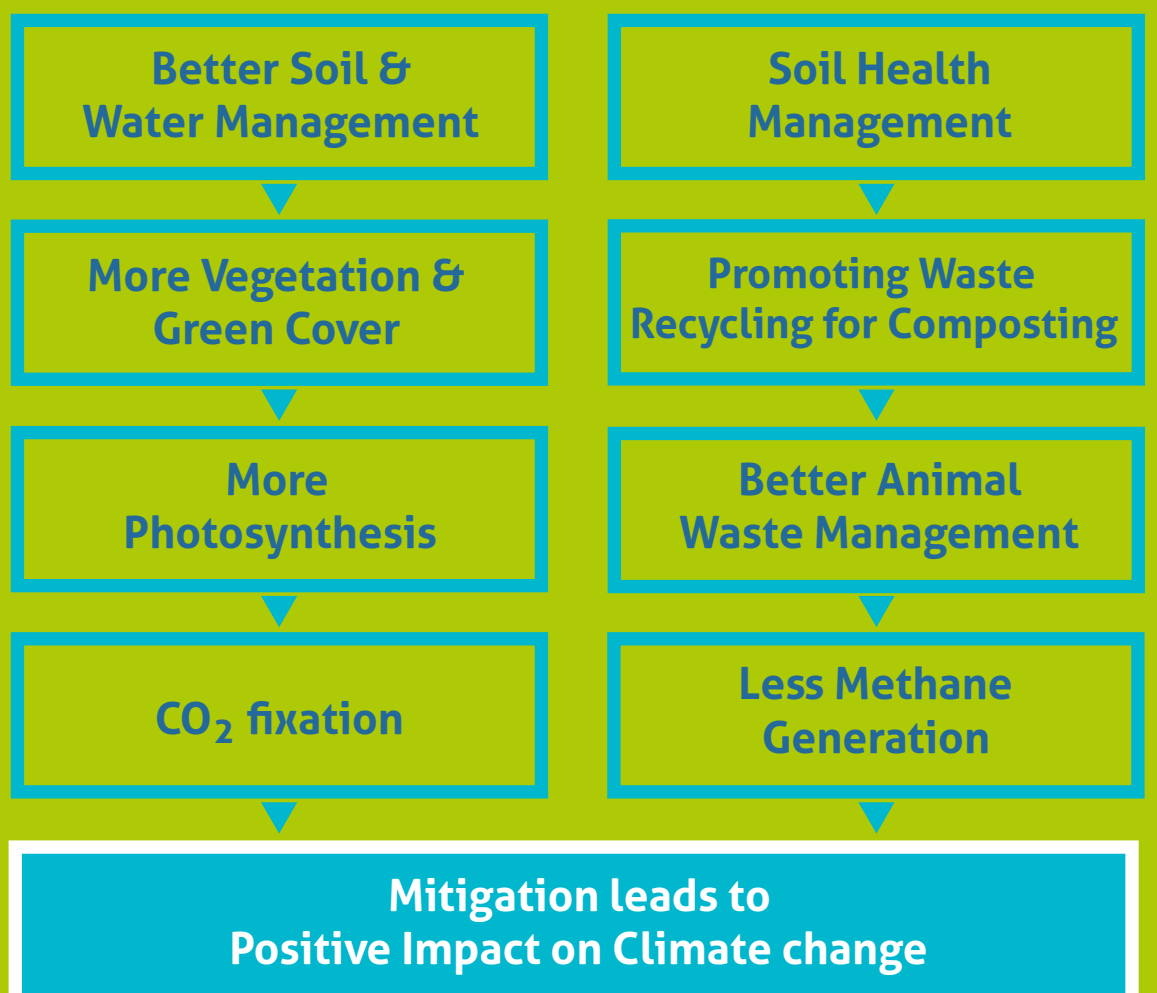 Better Soil &
Water Management
More Vegetation &
Green Cover
More
Photosynthesis
CO₂ fixation
Soil Health
Management
Promoting Waste
Recycling for Composting
Better Animal
Waste Management
Less Methane
Generation
Mitigation leads to
Positive Impact on Climate change